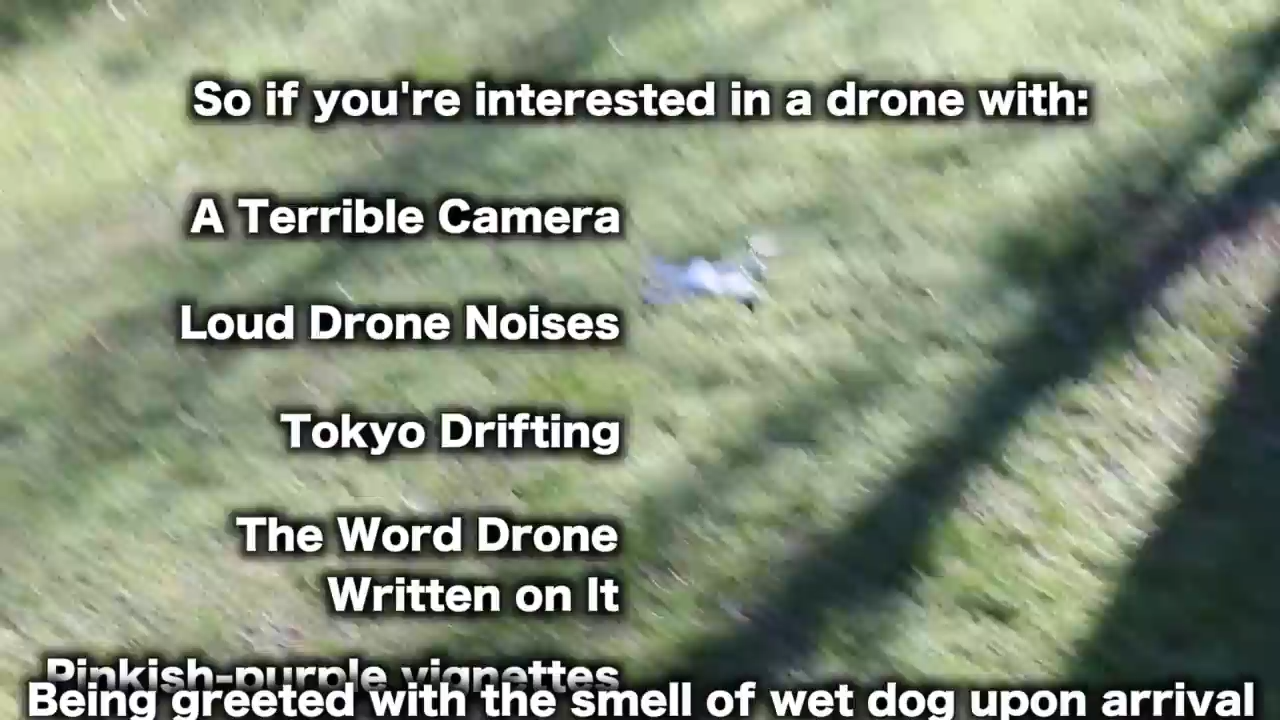 So if you're interested in a drone with:
A Terrible Camera
Loud Drone Noises
Tokyo Drifting
The Word Drone
Written on It
Pinkish-purple vignettes
Being greeted with the smell of wet dog upon arrival